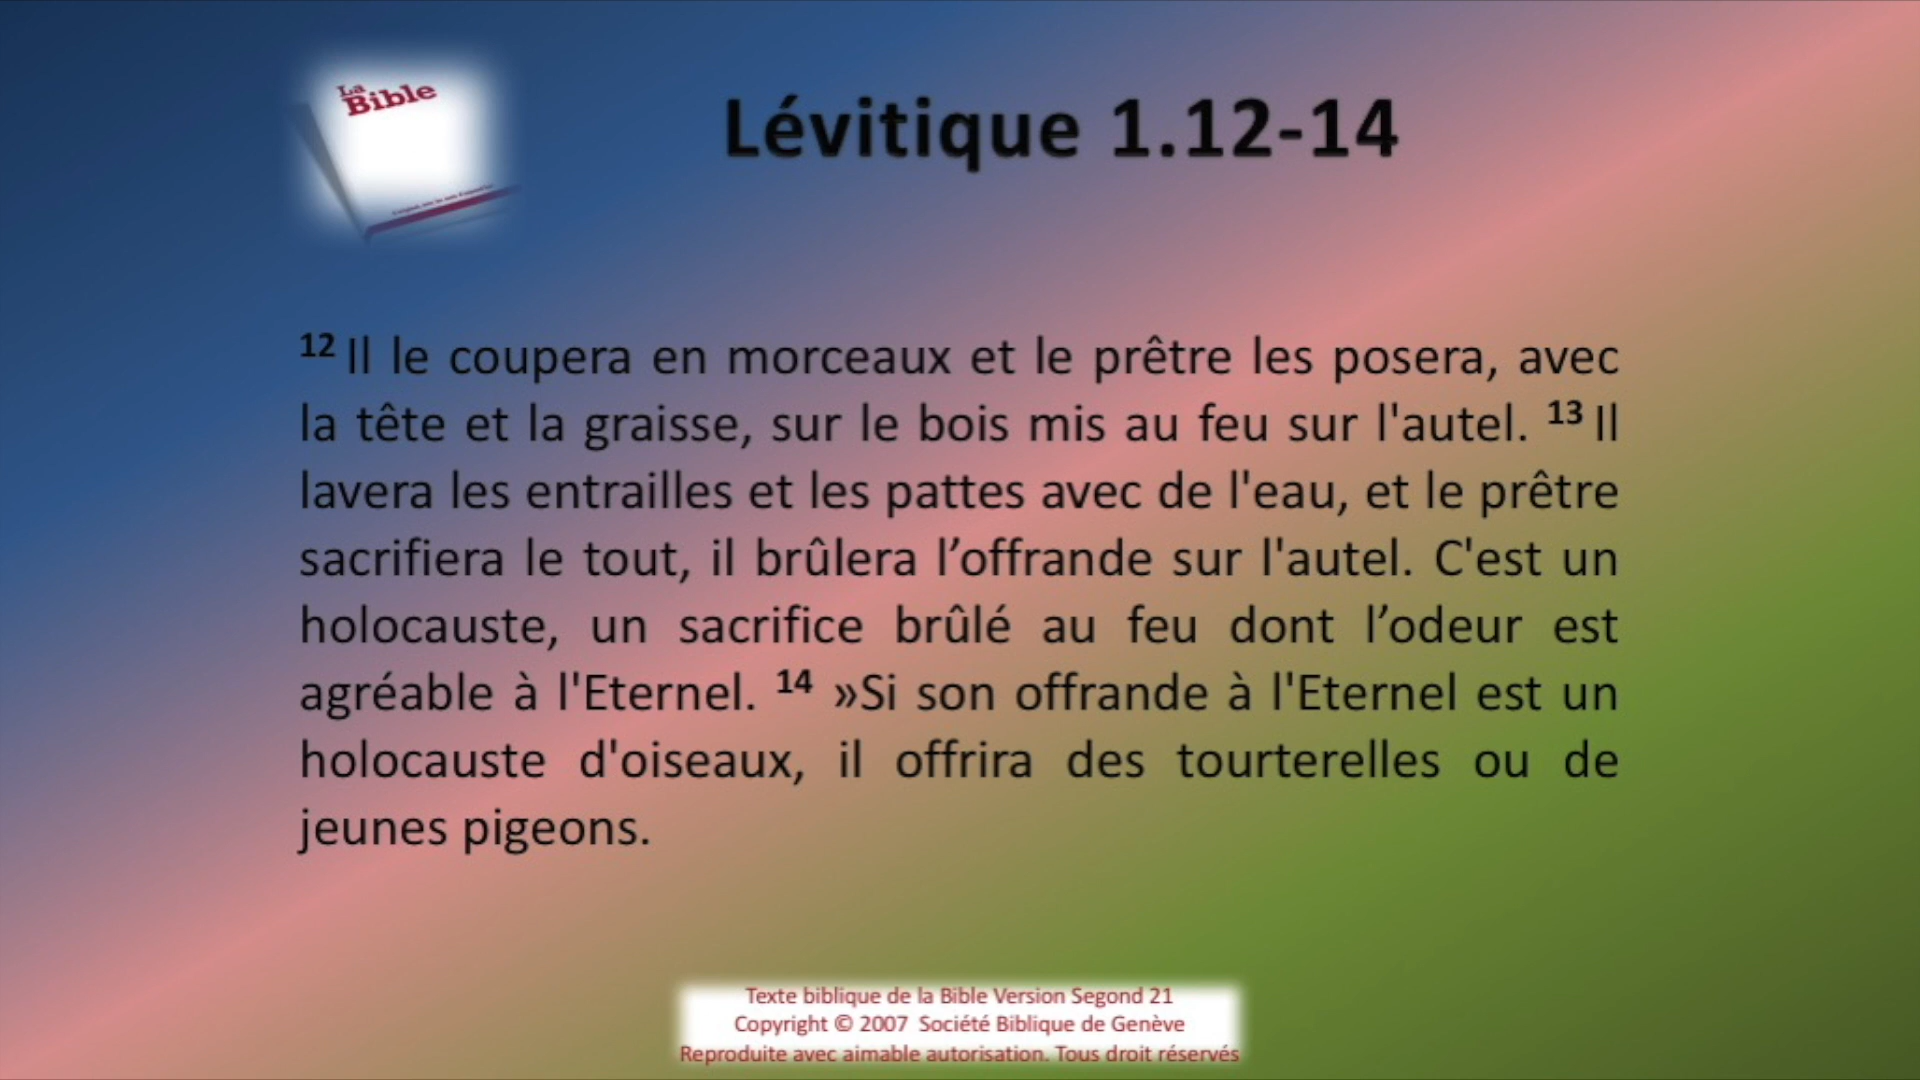 La
Bible
Lévitique 1.12-14
12 Il le coupera en morceaux et le prêtre les posera, avec
la tête et la graisse, sur le bois mis au feu sur l'autel. 13 Il
lavera les entrailles et les pattes avec de l'eau, et le prêtre
sacrifiera le tout, il brûlera l’offrande sur l'autel. C'est un
holocauste, un sacrifice brûlé au feu dont l’odeur est
agréable à l'Eternel. 14 »Si son offrande à l'Eternel est un
holocauste d'oiseaux, il offrira des tourterelles ou de
jeunes pigeons.
Texte biblique de la Bible Version Segond 21
Copyright © 2007 Société Biblique de Genève
Reproduite avec aimable autorisation. Tous droit réservés